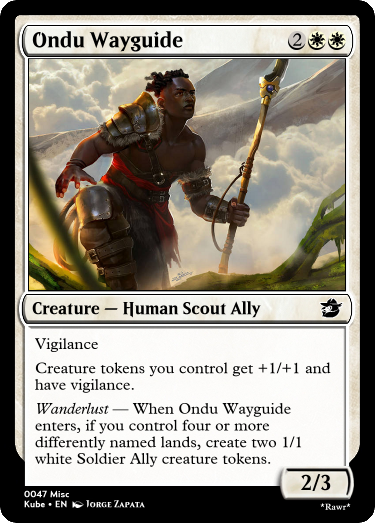 Ondu Wayguide 2
Creature — Human Scout Ally
Vigilance
Creature tokens you control get +1/+1 and
have vigilance.
Wanderlust — When Ondu Wayguide
enters, if you control four or more
differently named lands, create two 1/1
white Soldier Ally creature tokens.
2/3
0047 Misc
Kube • EN JORGE ZAPATA
*Rawr*